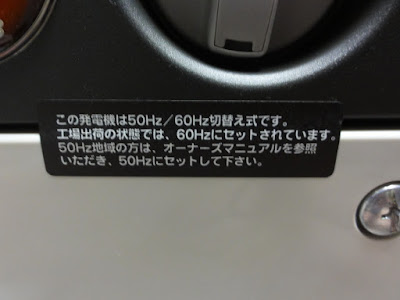 この発電機は50Hz/60Hz切替え式です。
工場出荷の状態では、60Hzにセットされています。
50Hz地域の方は、オーナーズマニュアルを参照
いただき、50Hzにセットして下さい。